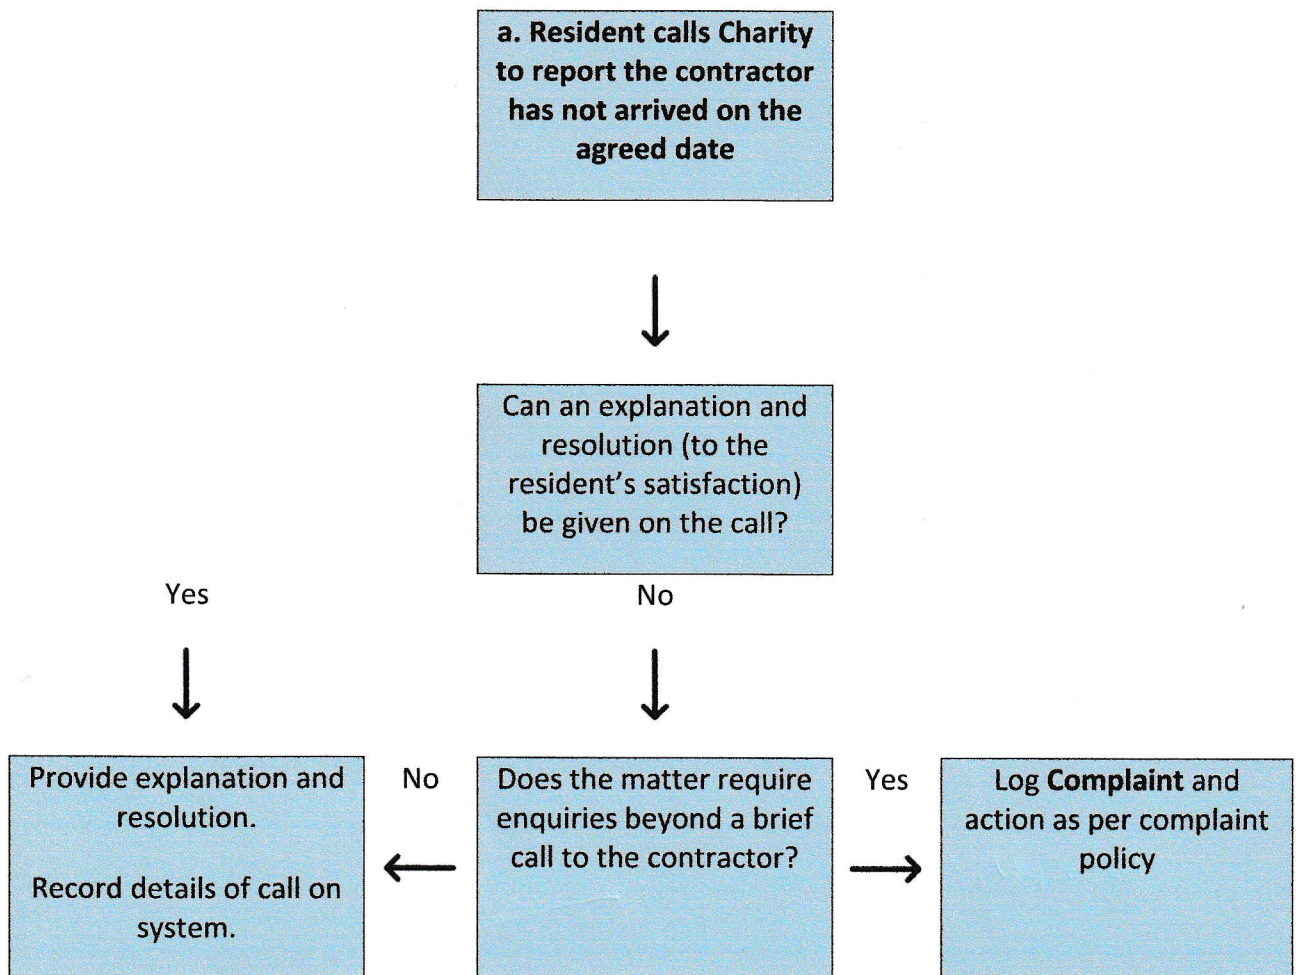 a. Resident calls Charity
to report the contractor
has not arrived on the
agreed date
Can an explanation and
resolution (to the
resident’s satisfaction)
be given on the call?
Yes
No
Provide explanation and
resolution.
Record details of call on
system.
No
Does the matter require
enquiries beyond a brief
call to the contractor?
Yes
Log Complaint and
action as per complaint
policy